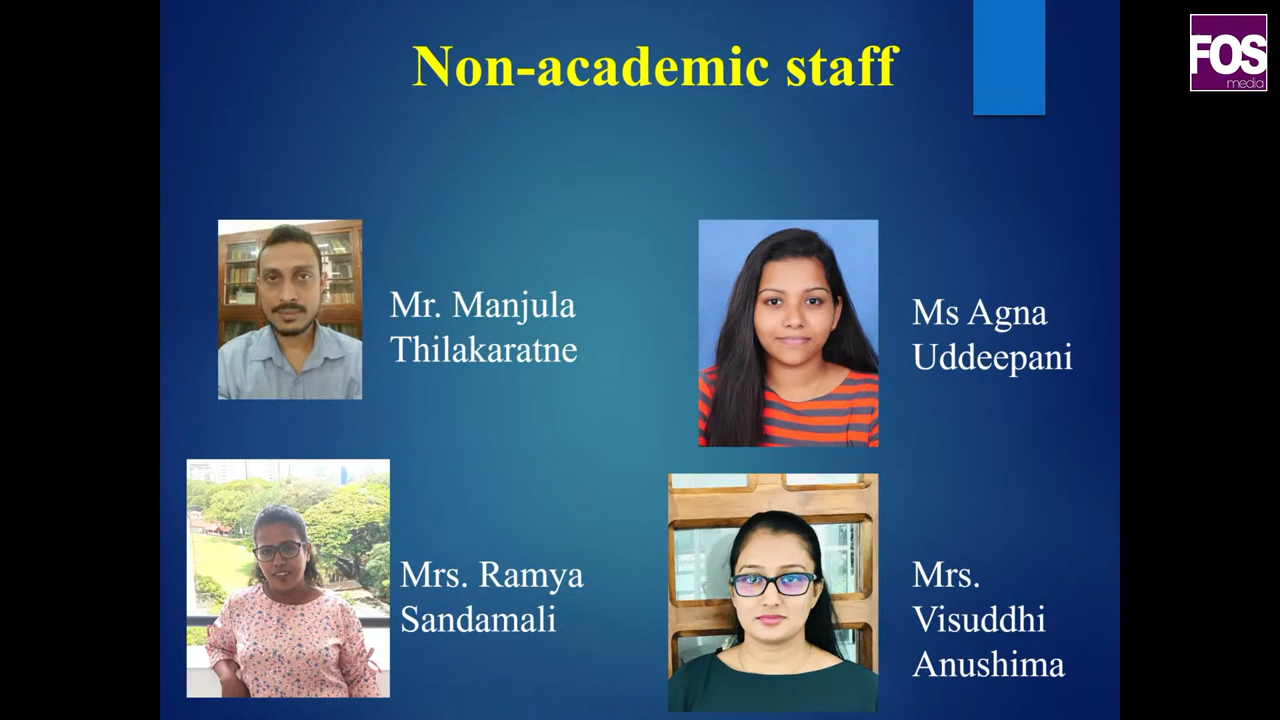 Non-academic staff
FOS
media
Mr. Manjula
Thilakaratne
Ms Agna
Uddeepani
Mrs. Ramya
Sandamali
Mrs.
Visuddhi
Anushima